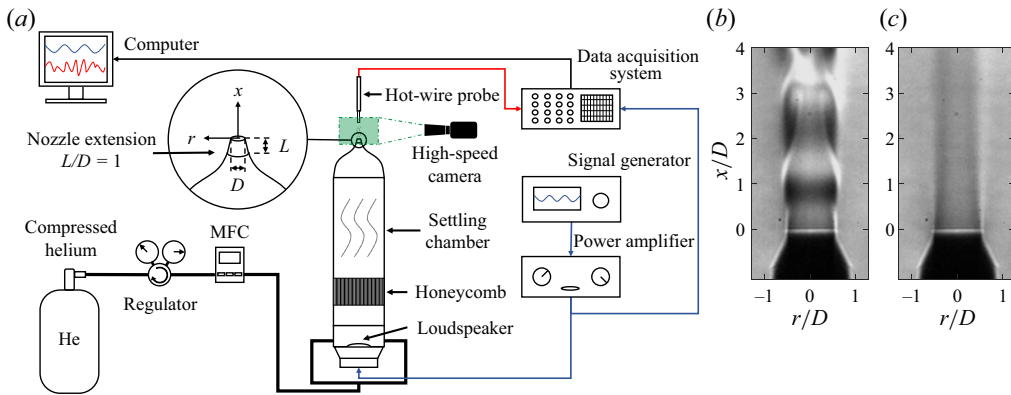 (a)
Computer
x
r
Nozzle extension
L/D = 1
L
D
Hot-wire probe
High-speed
camera
Data acquisition
system
Signal generator
Power amplifier
Settling
chamber
Honeycomb
Loudspeaker
Compressed
helium
MFC
Regulator
He
(b)
4
3
2
1
0
x/D
−1
0
1
r/D
(c)
4
3
2
1
0
−1
0
1
r/D